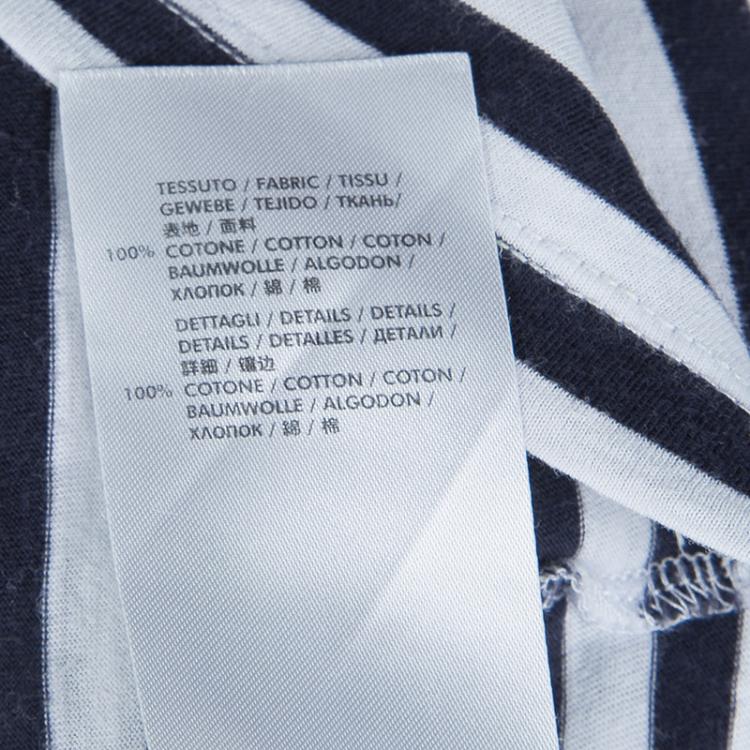 TESSUTO / FABRIC / TISSU /
GEWEBE / TEJIDO / ТКАНЬ/
表地 / 面料
100% COTONE / COTTON / COTON /
BAUMWOLLE / ALGODON /
ХЛОПОК / 綿 / 棉
DETTAGLI / DETAILS / DETAILS /
DETAILS / DETALLES / ДЕТАЛИ /
詳細 / 镶边
100% COTONE / COTTON / COTON /
BAUMWOLLE / ALGODON /
ХЛОПОК / 綿 / 棉